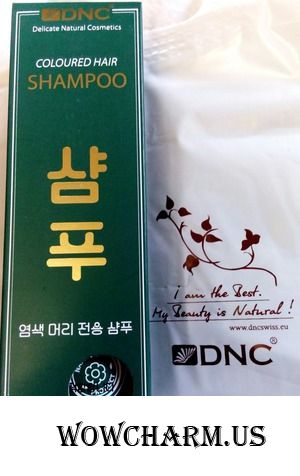 DNC®
Delicate Natural Cosmetics
COLOURED HAIR
SHAMPOO
샴
푸
염색 머리 전용 샴푸
I am the Best.
My Beauty is Natural!
www.dncswiss.eu
DNC®
WOWCHARM.US